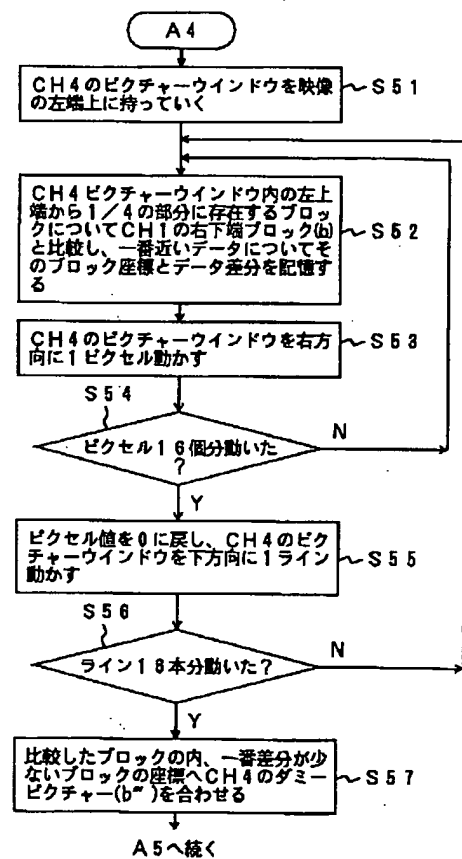 A4
CH4のピクチャーウインドウを映像
の左端上に持っていく
S51
CH4ピクチャーウインドウ内の左上
端から1/4の部分に存在するブロッ
クについてCH1の右下端ブロック(b)
と比較し、一番近いデータについてそ
のブロック座標とデータ差分を記憶す
る
S52
CH4のピクチャーウインドウを右方
向に1ピクセル動かす
S53
S54
ピクセル16個分動いた
?
N
Y
ピクセル値を0に戻し、CH4のピク
チャーウインドウを下方向に1ライン
動かす
S55
S56
ライン16本分動いた?
N
Y
比較したブロックの内、一番差分が少
ないブロックの座標へCH4のダミー
ピクチャー(b‴)を合わせる
S57
A5へ続く